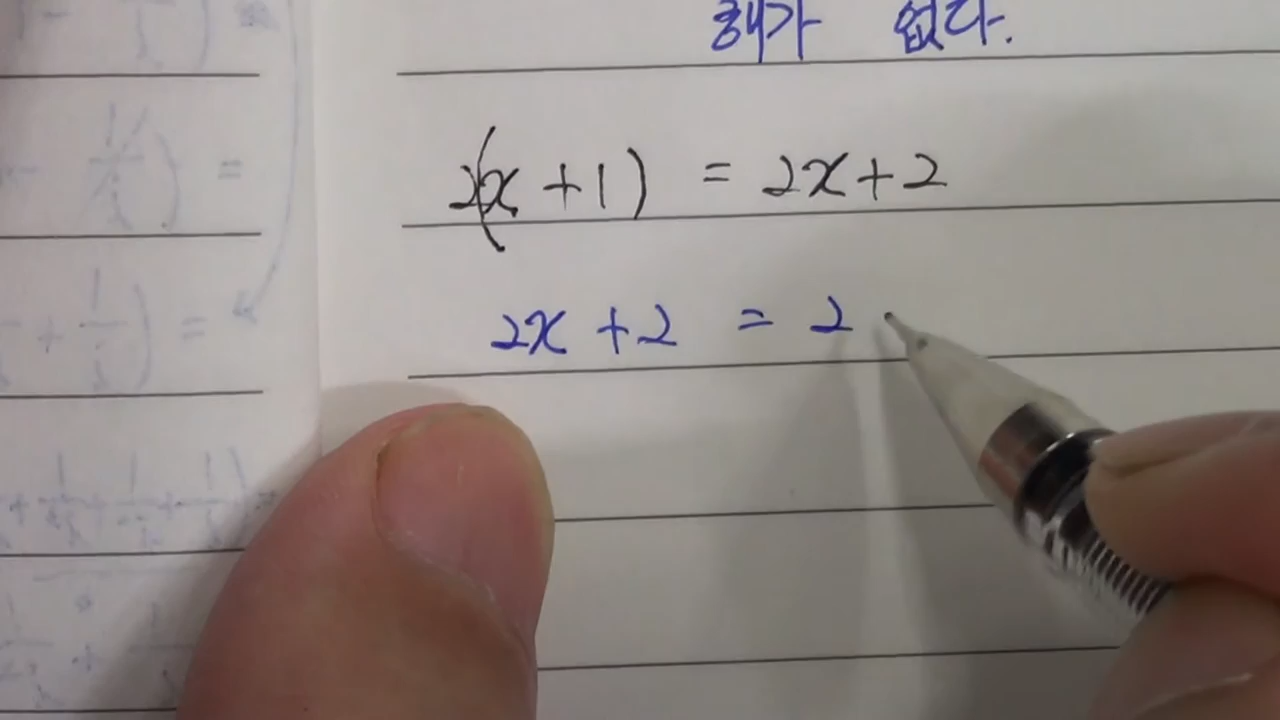 해가 없다.
2(x+1) = 2x+2
2x+2 = 2